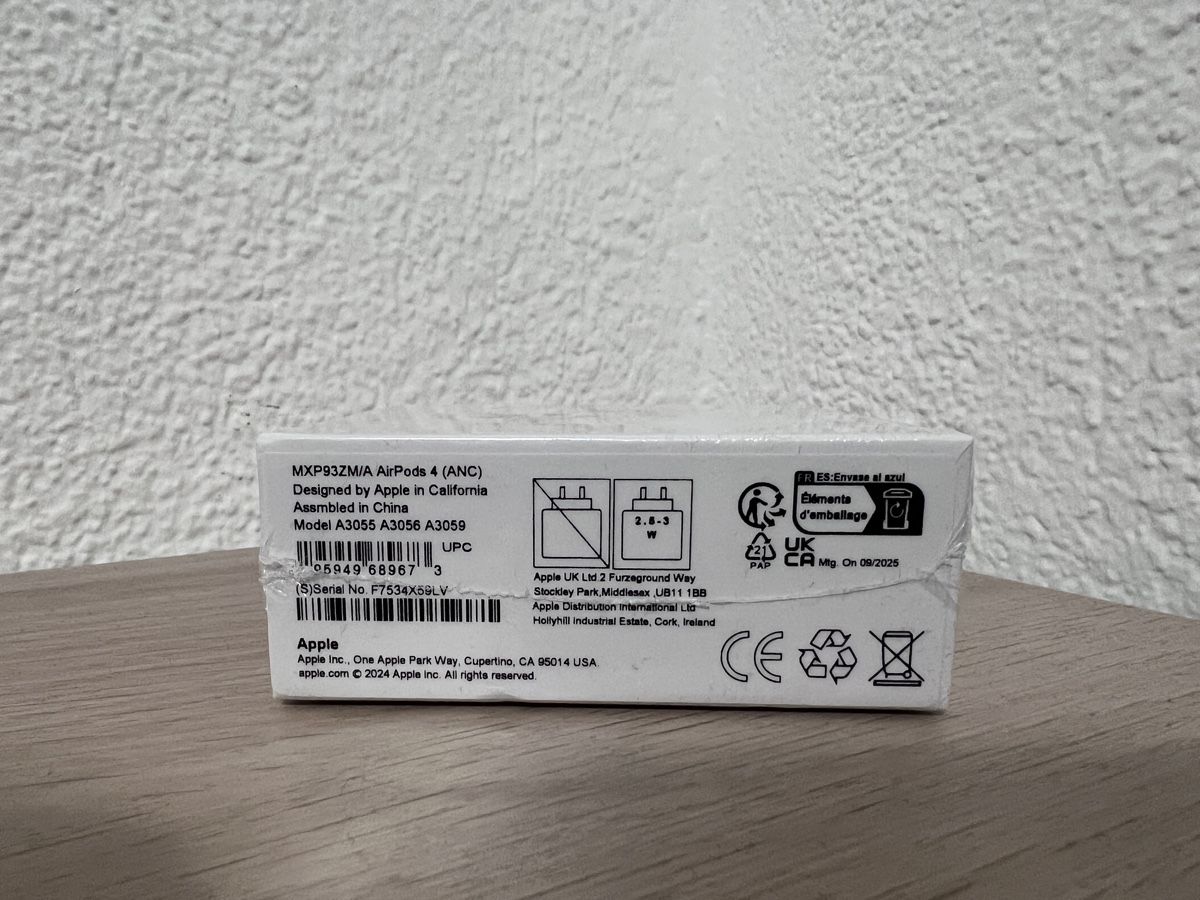 MXP93ZM/A AirPods 4 (ANC)
Designed by Apple in California
Assmbled in China
Model A3055 A3056 A3059
UPC
95949 68967 3
(S)Serial No. F7534X59LV
Apple
Apple Inc., One Apple Park Way, Cupertino, CA 95014 USA.
apple.com © 2024 Apple Inc. All rights reserved.
2.5-3
W
Apple UK Ltd.2 Furzeground Way
Stockley Park,Middlesex ,UB11 1BB
Apple Distribution International Ltd
Hollyhill Industrial Estate, Cork, Ireland
FR ES:Envase al azul
Éléments
d'emballage
21
PAP
UK
CA Mfg. On 09/2025
CE